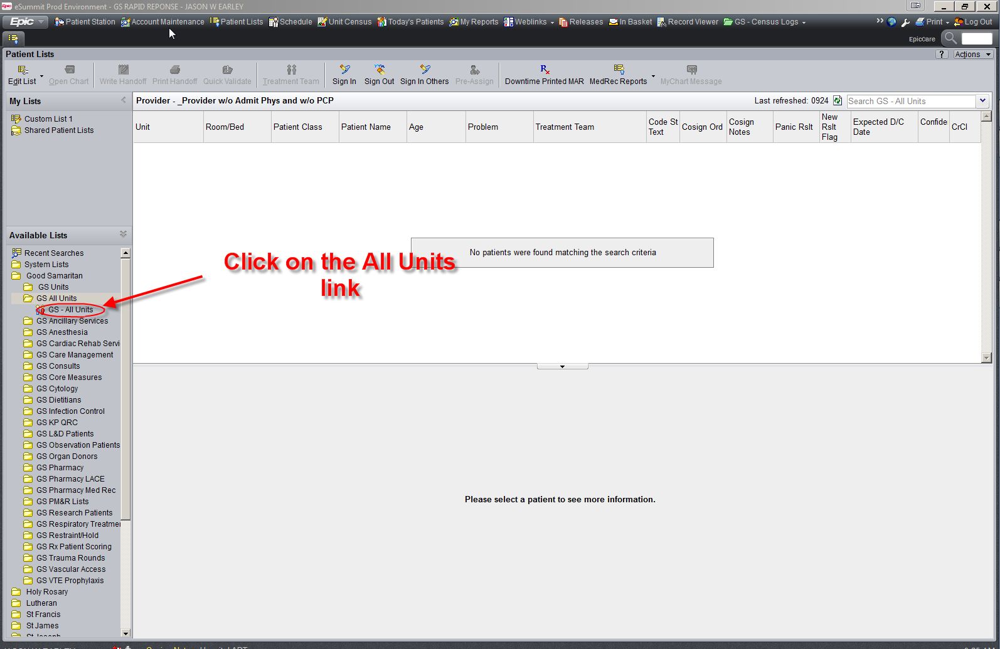 Epic eSummit Prod Environment - GS RAPID REPONSE - JASON W EARLEY
Epic Patient Station Account Maintenance Patient Lists Schedule Unit Census Today's Patients My Reports Weblinks Releases In Basket Record Viewer GS - Census Logs Print Log Out
EpicCare
Patient Lists ? Actions
Edit List Open Chart Write Handoff Print Handoff Quick Validate Treatment Team Sign In Sign Out Sign In Others Pre-Assign Downtime Printed MAR MedRec Reports MyChart Message
My Lists
Custom List 1
Shared Patient Lists
Provider - _Provider w/o Admit Phys and w/o PCP Last refreshed: 0924 Search GS - All Units
Unit Room/Bed Patient Class Patient Name Age Problem Treatment Team Code St Text Cosign Ord Cosign Notes Panic Rslt New Rslt Flag Expected D/C Date Confide CrCl
No patients were found matching the search criteria
Click on the All Units
link
Available Lists
Recent Searches
System Lists
Good Samaritan
GS Units
GS All Units
GS - All Units
GS Ancillary Services
GS Anesthesia
GS Cardiac Rehab Servi
GS Care Management
GS Consults
GS Core Measures
GS Cytology
GS Dietitians
GS Infection Control
GS KP QRC
GS L&D Patients
GS Observation Patients
GS Organ Donors
GS Pharmacy
GS Pharmacy LACE
GS Pharmacy Med Rec
GS PM&R Lists
GS Research Patients
GS Respiratory Treatme
GS Restraint/Hold
GS Rx Patient Scoring
GS Trauma Rounds
GS Vascular Access
GS VTE Prophylaxis
Holy Rosary
Lutheran
St Francis
St James
Please select a patient to see more information.